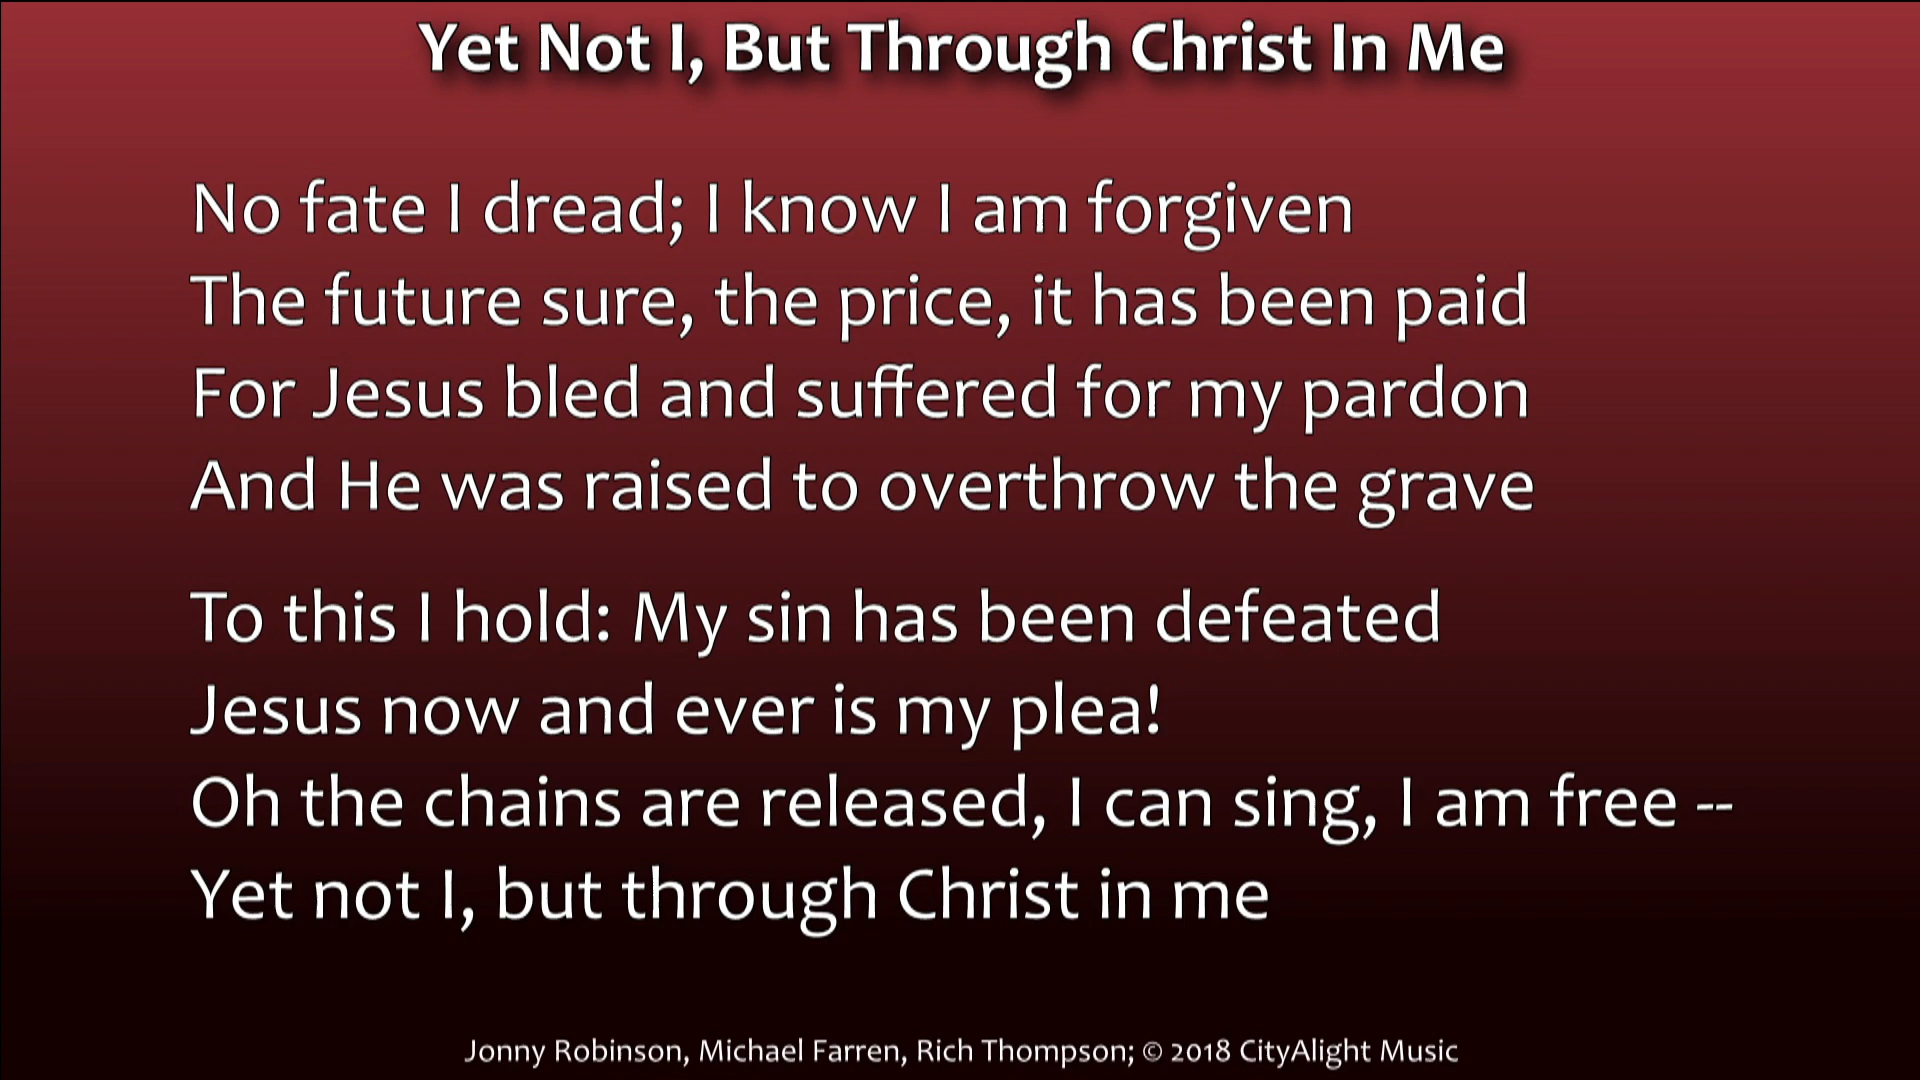 Yet Not I, But Through Christ In Me
No fate I dread; I know I am forgiven
The future sure, the price, it has been paid
For Jesus bled and suffered for my pardon
And He was raised to overthrow the grave
To this I hold: My sin has been defeated
Jesus now and ever is my plea!
Oh the chains are released, I can sing, I am free --
Yet not I, but through Christ in me
Jonny Robinson, Michael Farren, Rich Thompson; © 2018 CityAlight Music